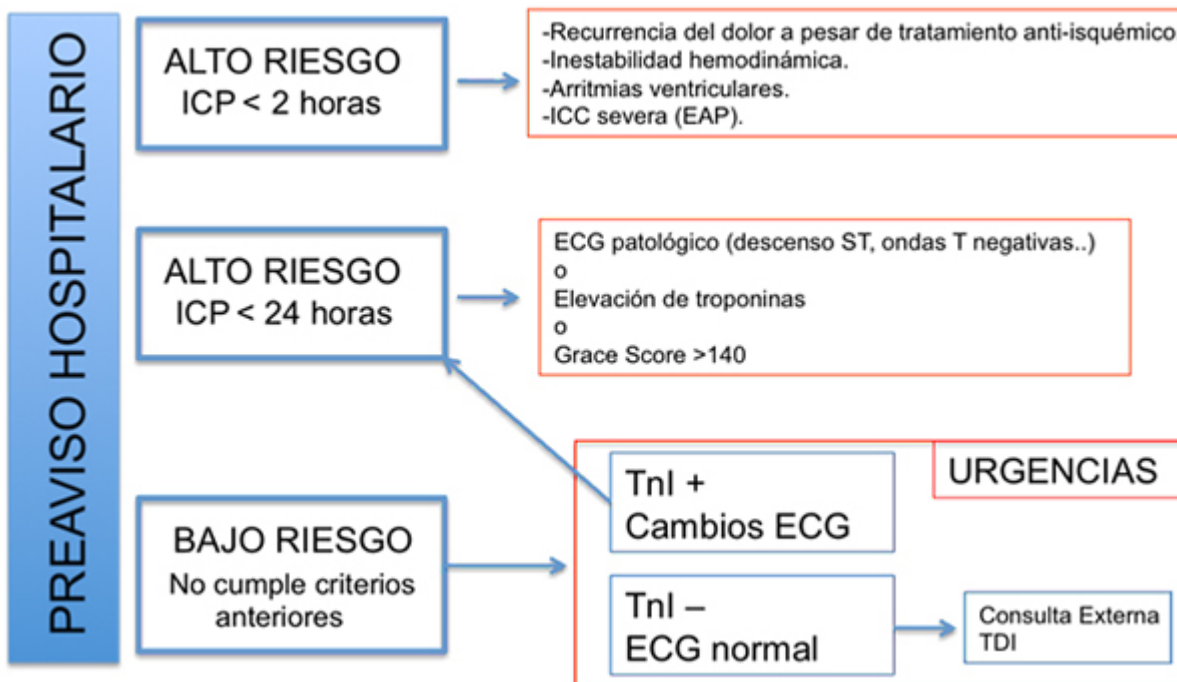 PREAVISO HOSPITALARIO
ALTO RIESGO
ICP < 2 horas
-Recurrencia del dolor a pesar de tratamiento anti-isquémico
-Inestabilidad hemodinámica.
-Arritmias ventriculares.
-ICC severa (EAP).
ALTO RIESGO
ICP < 24 horas
ECG patológico (descenso ST, ondas T negativas..)
o
Elevación de troponinas
o
Grace Score >140
BAJO RIESGO
No cumple criterios
anteriores
URGENCIAS
TnI +
Cambios ECG
TnI –
ECG normal
Consulta Externa
TDI